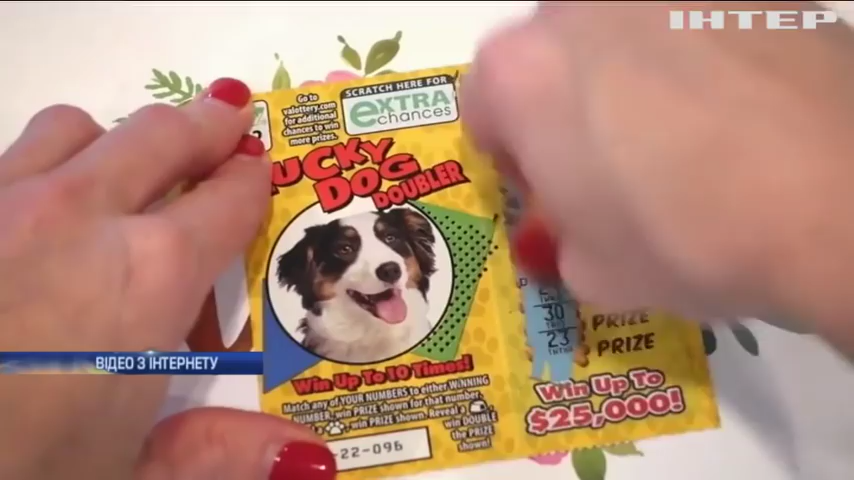 ІНТЕР
Go to
valottery.com
for additional
chances to win
more prizes.
SCRATCH HERE FOR
EXTRA
chances
LUCKY
DOG
DOUBLER
30
23
PRIZE
PRIZE
ВІДЕО З ІНТЕРНЕТУ
Win Up To 10 Times!
Match any of YOUR NUMBERS to either WINNING
NUMBER, win PRIZE shown for that number.
win PRIZE shown. Reveal a
win DOUBLE
the PRIZE
shown!
Win Up To
$25,000!
-22-096